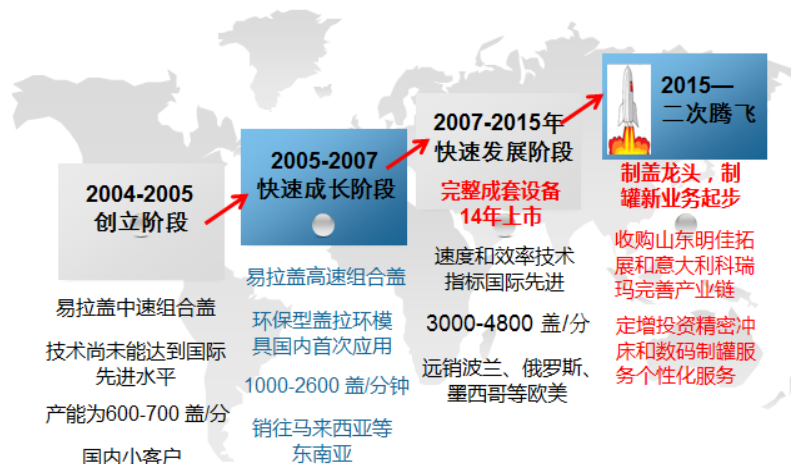 2004-2005
创立阶段
易拉盖中速组合盖
技术尚未能达到国际
先进水平
产能为600-700 盖/分
国内小客户
2005-2007
快速成长阶段
易拉盖高速组合盖
环保型盖拉环模
具国内首次应用
1000-2600 盖/分钟
销往马来西亚等
东南亚
2007-2015年
快速发展阶段
完整成套设备
14年上市
速度和效率技术
指标国际先进
3000-4800 盖/分
远销波兰、俄罗斯、
墨西哥等欧美
2015—
二次腾飞
制盖龙头，制
罐新业务起步
收购山东明佳拓
展和意大利科瑞
玛完善产业链
定增投资精密冲
床和数码制罐服
务个性化服务